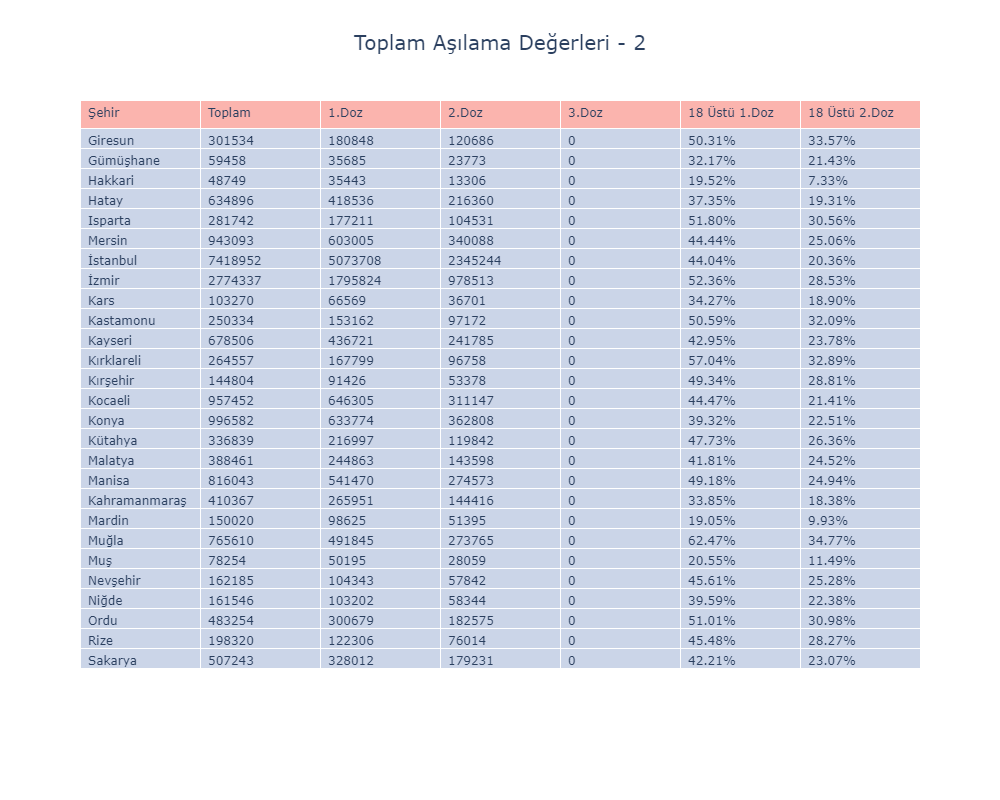 Toplam Aşılama Değerleri - 2
Şehir Toplam 1.Doz 2.Doz 3.Doz 18 Üstü 1.Doz 18 Üstü 2.Doz
Giresun 301534 180848 120686 0 50.31% 33.57%
Gümüşhane 59458 35685 23773 0 32.17% 21.43%
Hakkari 48749 35443 13306 0 19.52% 7.33%
Hatay 634896 418536 216360 0 37.35% 19.31%
Isparta 281742 177211 104531 0 51.80% 30.56%
Mersin 943093 603005 340088 0 44.44% 25.06%
İstanbul 7418952 5073708 2345244 0 44.04% 20.36%
İzmir 2774337 1795824 978513 0 52.36% 28.53%
Kars 103270 66569 36701 0 34.27% 18.90%
Kastamonu 250334 153162 97172 0 50.59% 32.09%
Kayseri 678506 436721 241785 0 42.95% 23.78%
Kırklareli 264557 167799 96758 0 57.04% 32.89%
Kırşehir 144804 91426 53378 0 49.34% 28.81%
Kocaeli 957452 646305 311147 0 44.47% 21.41%
Konya 996582 633774 362808 0 39.32% 22.51%
Kütahya 336839 216997 119842 0 47.73% 26.36%
Malatya 388461 244863 143598 0 41.81% 24.52%
Manisa 816043 541470 274573 0 49.18% 24.94%
Kahramanmaraş 410367 265951 144416 0 33.85% 18.38%
Mardin 150020 98625 51395 0 19.05% 9.93%
Muğla 765610 491845 273765 0 62.47% 34.77%
Muş 78254 50195 28059 0 20.55% 11.49%
Nevşehir 162185 104343 57842 0 45.61% 25.28%
Niğde 161546 103202 58344 0 39.59% 22.38%
Ordu 483254 300679 182575 0 51.01% 30.98%
Rize 198320 122306 76014 0 45.48% 28.27%
Sakarya 507243 328012 179231 0 42.21% 23.07%